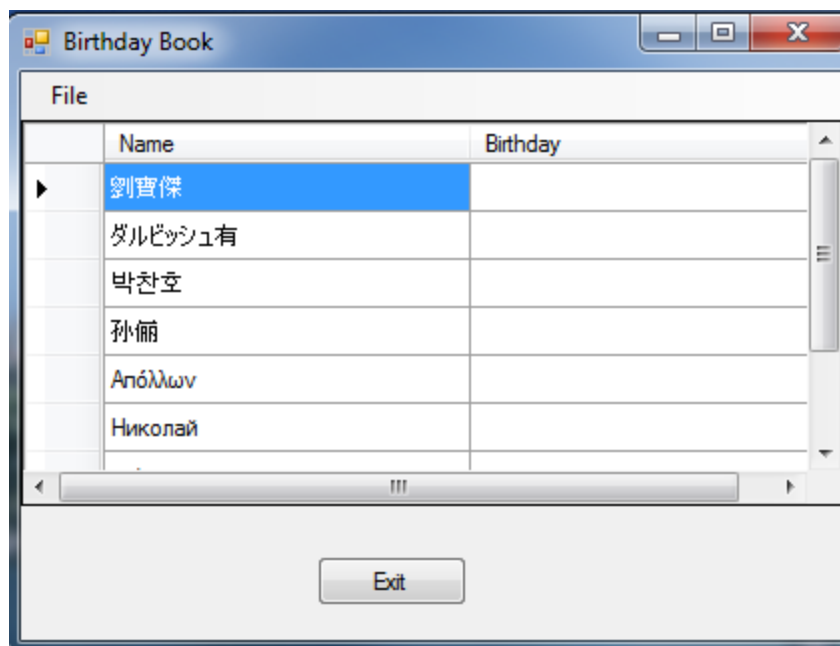 Birthday Book
File
Name Birthday
劉寶傑
ダルビッシュ有
박찬호
孙俪
Απόλλων
Николай
Exit